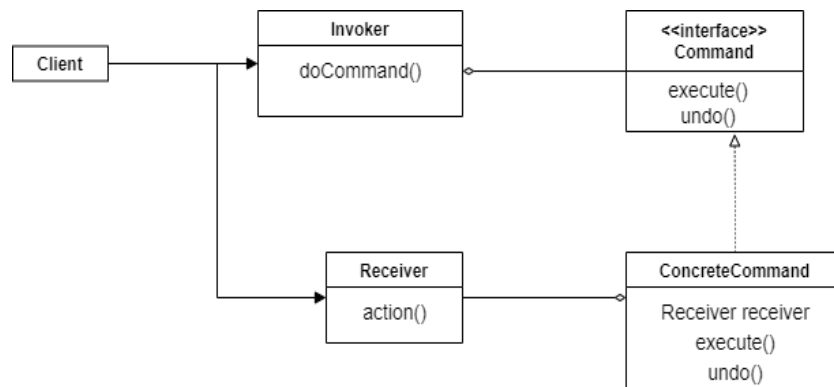 Client
Invoker
doCommand()
<<interface>>
Command
execute()
undo()
Receiver
action()
ConcreteCommand
Receiver receiver
execute()
undo()